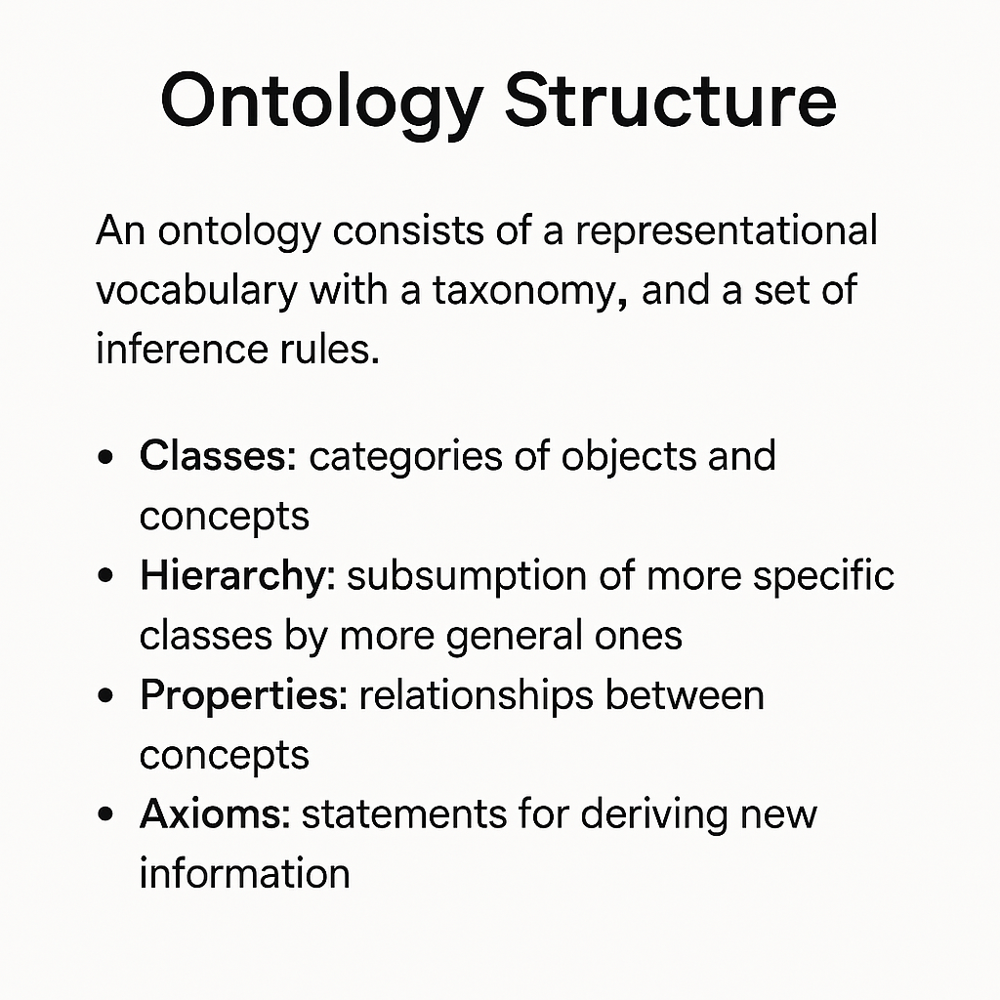 Ontology Structure
An ontology consists of a representational
vocabulary with a taxonomy, and a set of
inference rules.
• Classes: categories of objects and
concepts
• Hierarchy: subsumption of more specific
classes by more general ones
• Properties: relationships between
concepts
• Axioms: statements for deriving new
information